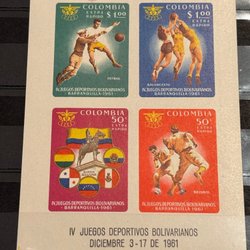 COLOMBIA
EXTRA
RAPIDO
$1.00
FUTBOL
IV JUEGOS DEPORTIVOS BOLIVARIANOS
BARRANQUILLA-1961
COLOMBIA
$1.00
EXTRA
RAPIDO
BALONCESTO
IV JUEGOS DEPORTIVOS BOLIVARIANOS
BARRANQUILLA-1961
COLOMBIA
50¢
EXTRA
RAPIDO
IV JUEGOS DEPORTIVOS BOLIVARIANOS
BARRANQUILLA-1961
COLOMBIA
50¢
EXTRA
RAPIDO
BEISBOL
IV JUEGOS DEPORTIVOS BOLIVARIANOS
BARRANQUILLA-1961
IV JUEGOS DEPORTIVOS BOLIVARIANOS
DICIEMBRE 3-17 DE 1961